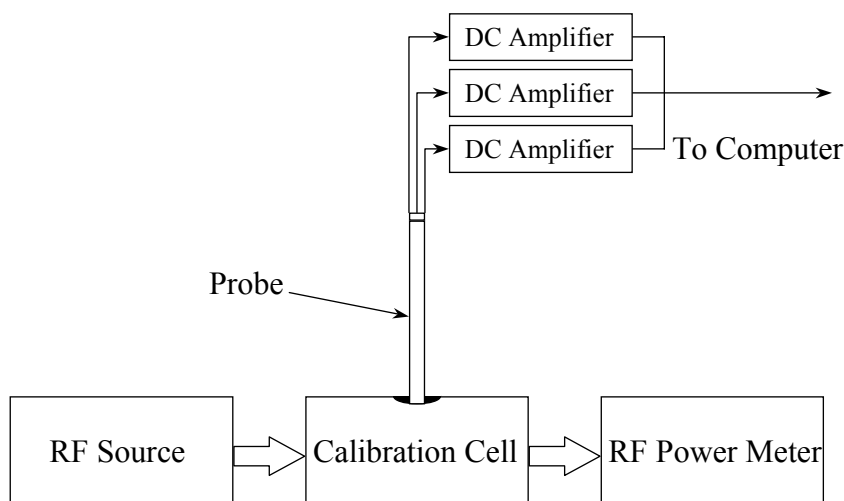 DC Amplifier
DC Amplifier
DC Amplifier
To Computer
Probe
RF Source
Calibration Cell
RF Power Meter